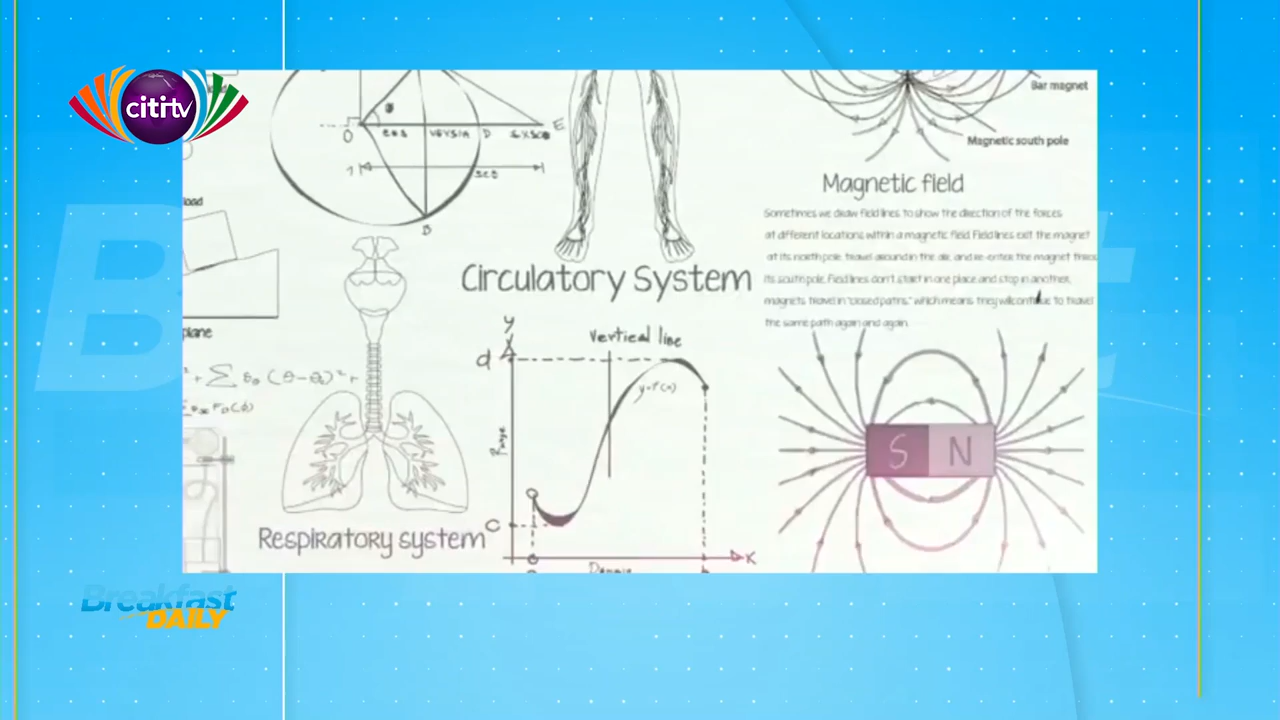 citi tv
Bar magnet
Magnetic south pole
O
D
E
B
Magnetic field
Sometimes we draw field lines to show the direction of the forces
at different locations within a magnetic field. Field lines exit the magnet
at its north pole, travel around in the air, and re-enter the magnet
its south pole. Field lines don't start in one place and stop in another,
magnets travel in "closed paths," which means they will continue to travel
the same path again and again.
load
plane
Circulatory System
y
vertical line
d
y=f(x)
Range
C
x
Domain
Respiratory system
S N
Breakfast
DAILY